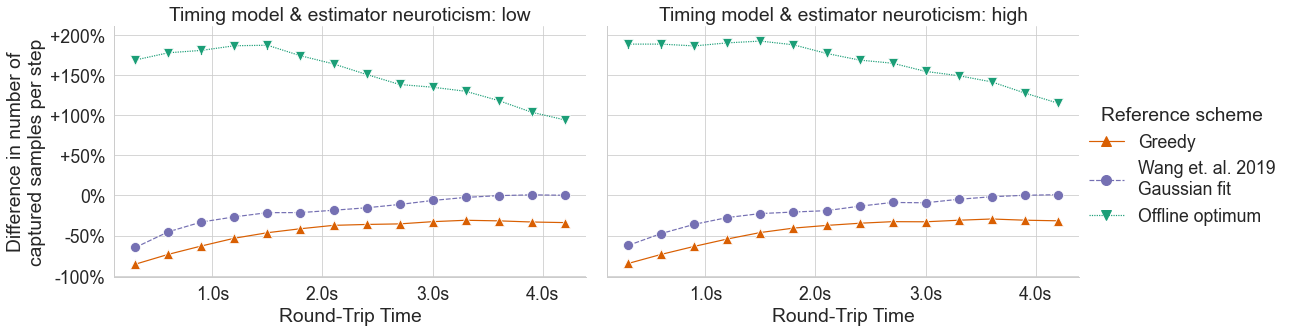 Timing model & estimator neuroticism: low
Timing model & estimator neuroticism: high
Difference in number of
captured samples per step
+200%
+150%
+100%
+50%
0%
-50%
-100%
1.0s
2.0s
3.0s
4.0s
Round-Trip Time
1.0s
2.0s
3.0s
4.0s
Round-Trip Time
Reference scheme
Greedy
Wang et. al. 2019
Gaussian fit
Offline optimum